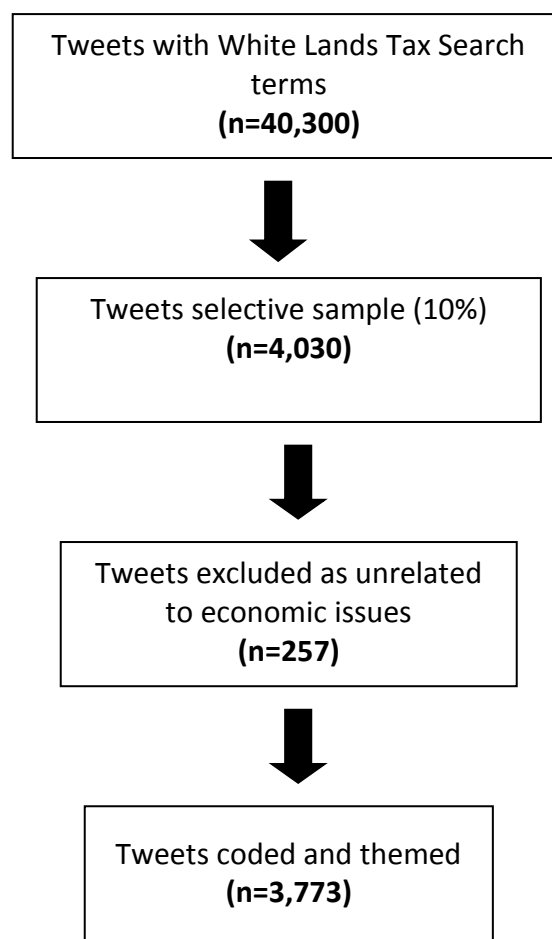 Tweets with White Lands Tax Search
terms
(n=40,300)
Tweets selective sample (10%)
(n=4,030)
Tweets excluded as unrelated
to economic issues
(n=257)
Tweets coded and themed
(n=3,773)